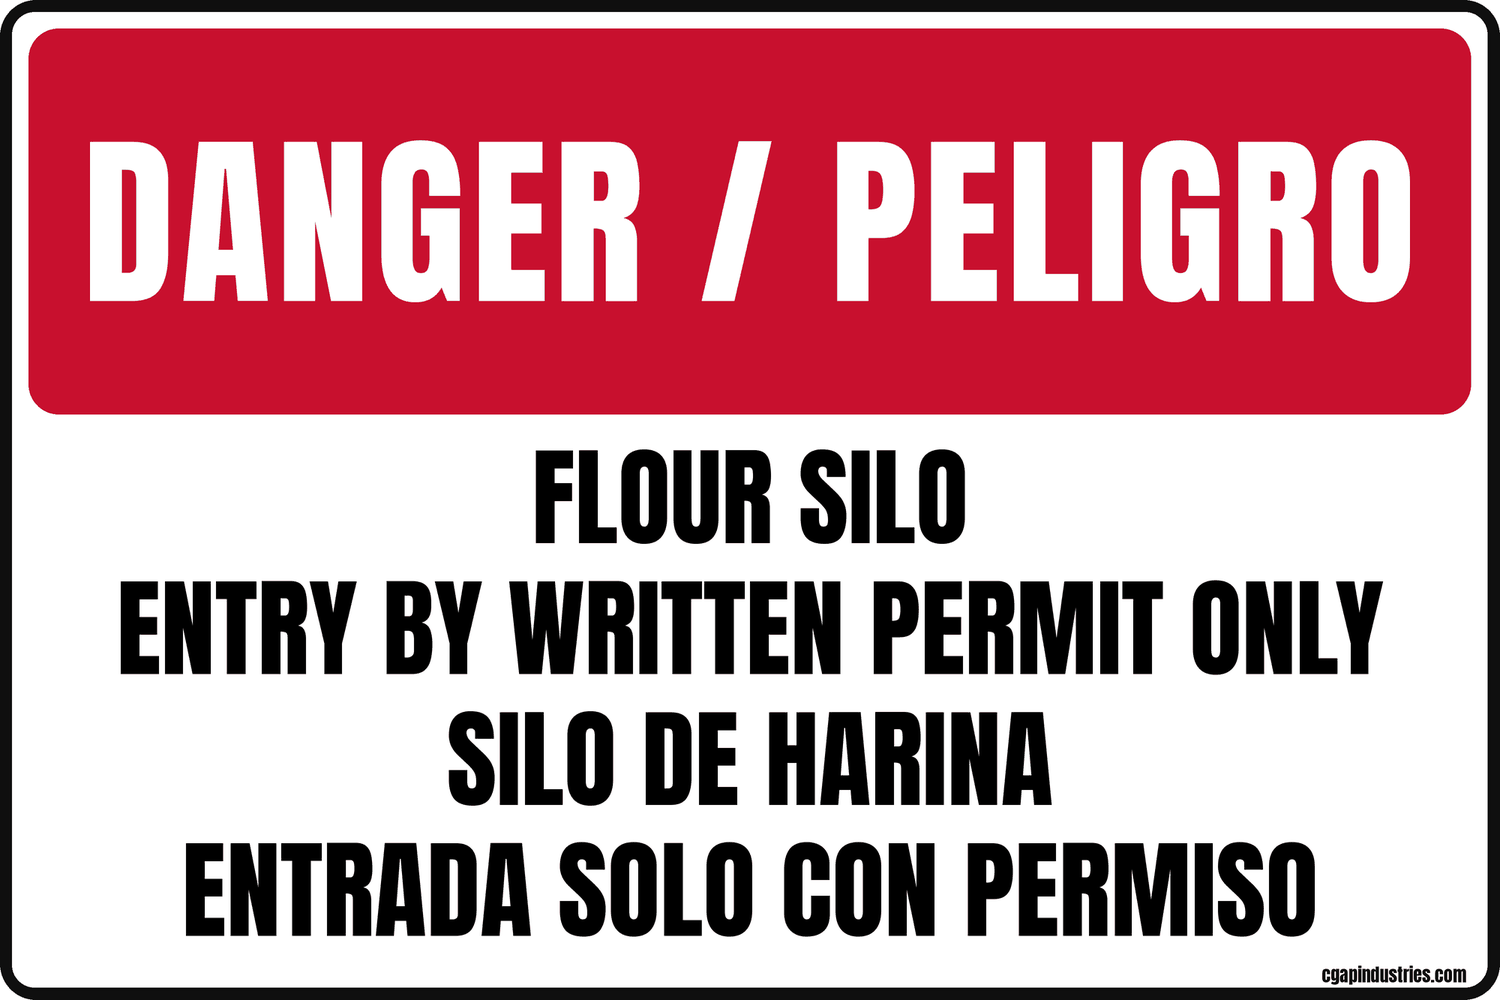 DANGER / PELIGRO
FLOUR SILO
ENTRY BY WRITTEN PERMIT ONLY
SILO DE HARINA
ENTRADA SOLO CON PERMISO
cgapindustries.com